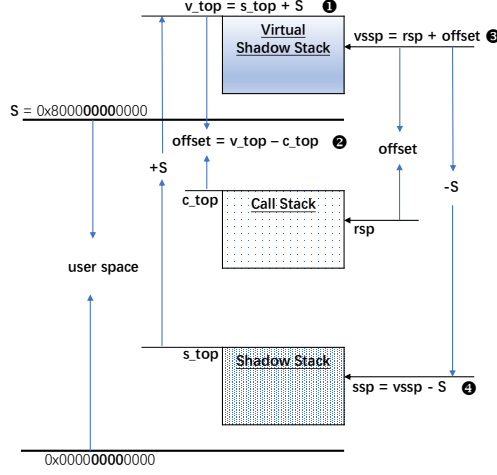 v_top = s_top + S ❶
Virtual
Shadow Stack
vssp = rsp + offset ❸
S = 0x800000000000
offset = v_top – c_top ❷
offset
+S
-S
c_top
Call Stack
rsp
user space
s_top
Shadow Stack
ssp = vssp - S ❹
0x000000000000